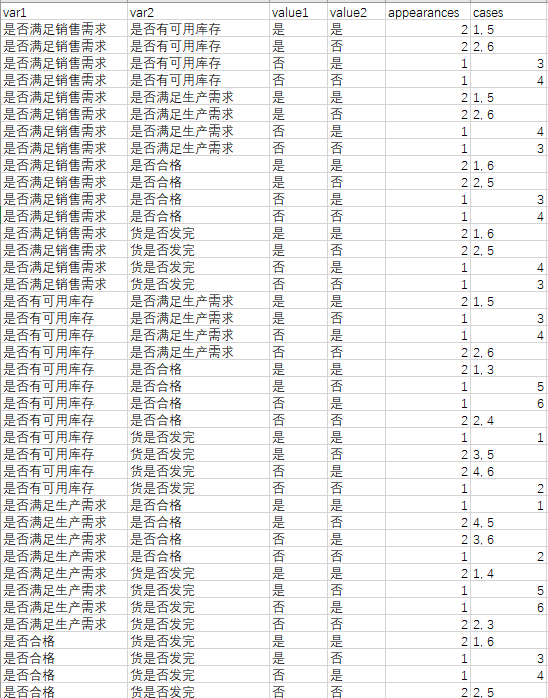 var1 var2 value1 value2 appearances cases
是否满足销售需求 是否有可用库存 是 是 2 1, 5
是否满足销售需求 是否有可用库存 是 否 2 2, 6
是否满足销售需求 是否有可用库存 否 是 1 3
是否满足销售需求 是否有可用库存 否 否 1 4
是否满足销售需求 是否满足生产需求 是 是 2 1, 5
是否满足销售需求 是否满足生产需求 是 否 2 2, 6
是否满足销售需求 是否满足生产需求 否 是 1 4
是否满足销售需求 是否满足生产需求 否 否 1 3
是否满足销售需求 是否合格 是 是 2 1, 6
是否满足销售需求 是否合格 是 否 2 2, 5
是否满足销售需求 是否合格 否 是 1 3
是否满足销售需求 是否合格 否 否 1 4
是否满足销售需求 货是否发完 是 是 2 1, 6
是否满足销售需求 货是否发完 是 否 2 2, 5
是否满足销售需求 货是否发完 否 是 1 4
是否满足销售需求 货是否发完 否 否 1 3
是否有可用库存 是否满足生产需求 是 是 2 1, 5
是否有可用库存 是否满足生产需求 是 否 1 3
是否有可用库存 是否满足生产需求 否 是 1 4
是否有可用库存 是否满足生产需求 否 否 2 2, 6
是否有可用库存 是否合格 是 是 2 1, 3
是否有可用库存 是否合格 是 否 1 5
是否有可用库存 是否合格 否 是 1 6
是否有可用库存 是否合格 否 否 2 2, 4
是否有可用库存 货是否发完 是 是 1 1
是否有可用库存 货是否发完 是 否 2 3, 5
是否有可用库存 货是否发完 否 是 2 4, 6
是否有可用库存 货是否发完 否 否 1 2
是否满足生产需求 是否合格 是 是 1 1
是否满足生产需求 是否合格 是 否 2 4, 5
是否满足生产需求 是否合格 否 是 2 3, 6
是否满足生产需求 是否合格 否 否 1 2
是否满足生产需求 货是否发完 是 是 2 1, 4
是否满足生产需求 货是否发完 是 否 1 5
是否满足生产需求 货是否发完 否 是 1 6
是否满足生产需求 货是否发完 否 否 2 2, 3
是否合格 货是否发完 是 是 2 1, 6
是否合格 货是否发完 是 否 1 3
是否合格 货是否发完 否 是 1 4
是否合格 货是否发完 否 否 2 2, 5